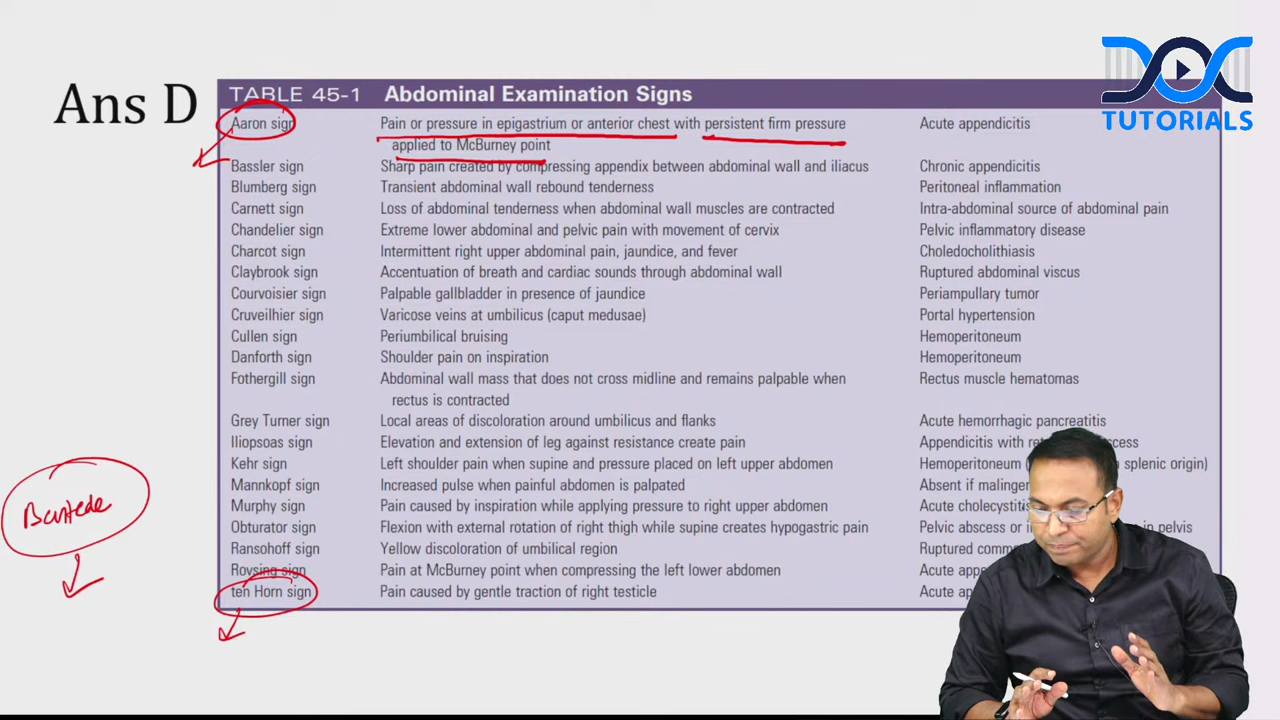 DOC
TUTORIALS
Ans D
TABLE 45-1 Abdominal Examination Signs
Aaron sign Pain or pressure in epigastrium or anterior chest with persistent firm pressure Acute appendicitis
applied to McBurney point
Bassler sign Sharp pain created by compressing appendix between abdominal wall and iliacus Chronic appendicitis
Blumberg sign Transient abdominal wall rebound tenderness Peritoneal inflammation
Carnett sign Loss of abdominal tenderness when abdominal wall muscles are contracted Intra-abdominal source of abdominal pain
Chandelier sign Extreme lower abdominal and pelvic pain with movement of cervix Pelvic inflammatory disease
Charcot sign Intermittent right upper abdominal pain, jaundice, and fever Choledocholithiasis
Claybrook sign Accentuation of breath and cardiac sounds through abdominal wall Ruptured abdominal viscus
Courvoisier sign Palpable gallbladder in presence of jaundice Periampullary tumor
Cruveilhier sign Varicose veins at umbilicus (caput medusae) Portal hypertension
Cullen sign Periumbilical bruising Hemoperitoneum
Danforth sign Shoulder pain on inspiration Hemoperitoneum
Fothergill sign Abdominal wall mass that does not cross midline and remains palpable when Rectus muscle hematomas
rectus is contracted
Grey Turner sign Local areas of discoloration around umbilicus and flanks Acute hemorrhagic pancreatitis
Iliopsoas sign Elevation and extension of leg against resistance create pain Appendicitis with
Kehr sign Left shoulder pain when supine and pressure placed on left upper abdomen Hemoperitoneum splenic origin)
Mannkopf sign Increased pulse when painful abdomen is palpated Absent if
Murphy sign Pain caused by inspiration while applying pressure to right upper abdomen Acute
Obturator sign Flexion with external rotation of right thigh while supine creates hypogastric pain Pelvic abscess or in pelvis
Ransohoff sign Yellow discoloration of umbilical region Ruptured
Rovsing sign Pain at McBurney point when compressing the left lower abdomen Acute
ten Horn sign Pain caused by gentle traction of right testicle Acute